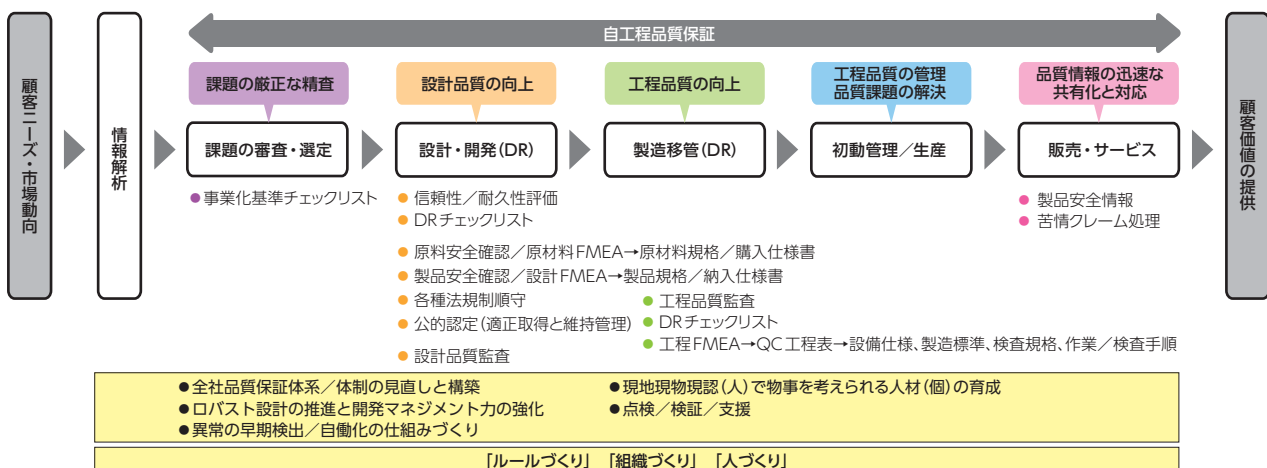 自工程品質保証
顧客ニーズ・市場動向
情報解析
課題の厳正な精査
設計品質の向上
工程品質の向上
工程品質の管理
品質課題の解決
品質情報の迅速な
共有化と対応
課題の審査・選定
設計・開発(DR)
製造移管(DR)
初動管理／生産
販売・サービス
顧客価値の提供
●事業化基準チェックリスト
● 信頼性／耐久性評価
● DRチェックリスト
● 原料安全確認／原材料FMEA→原材料規格／購入仕様書
● 製品安全確認／設計FMEA→製品規格／納入仕様書
● 各種法規制順守
● 公的認定(適正取得と維持管理)
● 設計品質監査
● 工程品質監査
● DRチェックリスト
● 工程FMEA→QC工程表→設備仕様、製造標準、検査規格、作業／検査手順
● 製品安全情報
● 苦情クレーム処理
●全社品質保証体系／体制の見直しと構築
●ロバスト設計の推進と開発マネジメント力の強化
●異常の早期検出／自働化の仕組みづくり
●現地現物現認(人)で物事を考えられる人材(個)の育成
●点検／検証／支援
「ルールづくり」 「組織づくり」 「人づくり」